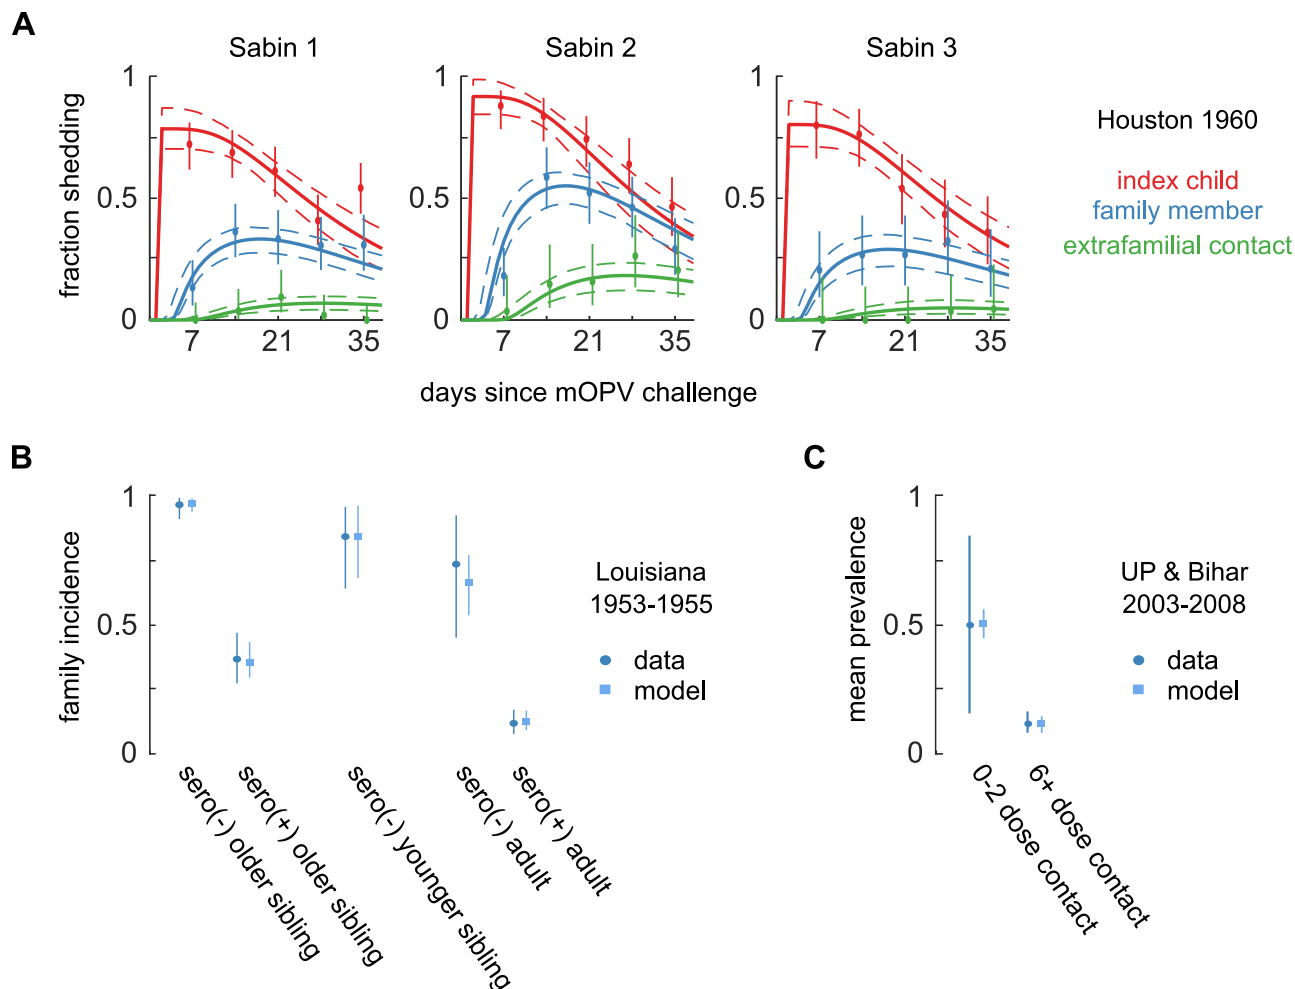 A
Sabin 1
Sabin 2
Sabin 3
fraction shedding
1
0.5
0
7
21
35
1
0.5
0
7
21
35
1
0.5
0
7
21
35
Houston 1960
index child
family member
extrafamilial contact
days since mOPV challenge
B
family incidence
1
0.5
0
sero(-) older sibling
sero(+) older sibling
sero(-) younger sibling
sero(-) adult
sero(+) adult
Louisiana
1953-1955
data
model
C
mean prevalence
1
0.5
0
0-2 dose contact
6+ dose contact
UP & Bihar
2003-2008
data
model